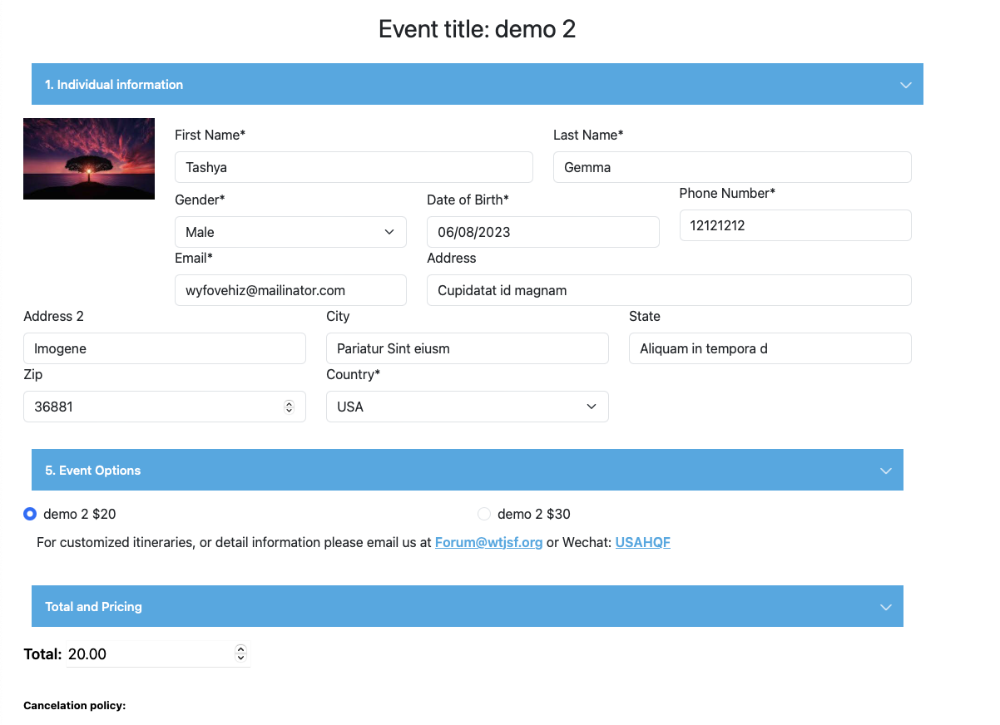 Event title: demo 2
1. Individual information
First Name* Last Name*
Tashya Gemma
Gender* Date of Birth* Phone Number*
Male 06/08/2023 12121212
Email* Address
wyfovehiz@mailinator.com Cupidatat id magnam
Address 2 City State
Imogene Pariatur Sint eiusm Aliquam in tempora d
Zip Country*
36881 USA
5. Event Options
demo 2 $20 demo 2 $30
For customized itineraries, or detail information please email us at Forum@wtjsf.org or Wechat: USAHQF
Total and Pricing
Total: 20.00
Cancelation policy: